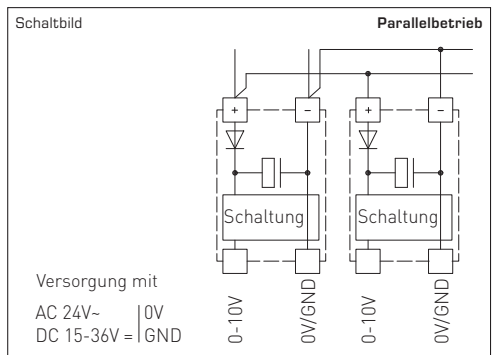 Schaltbild
Parallelbetrieb
+
−
+
−
Schaltung
Schaltung
0-10V
0V/GND
0-10V
0V/GND
Versorgung mit
AC 24V~ | 0V
DC 15-36V = | GND